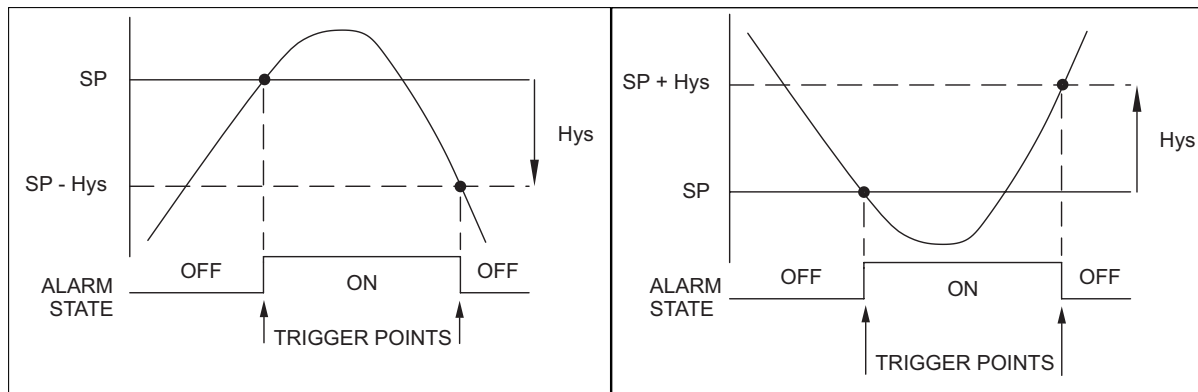 SP
Hys
SP - Hys
OFF
ON
OFF
ALARM
STATE
TRIGGER POINTS
SP + Hys
Hys
SP
OFF
ON
OFF
ALARM
STATE
TRIGGER POINTS